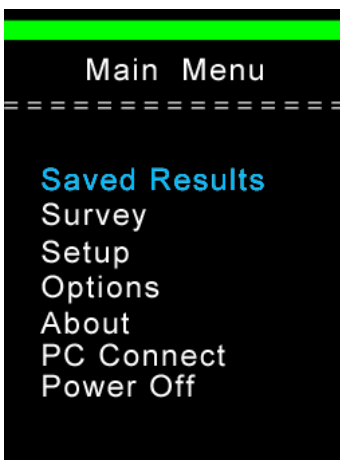 Main Menu
===============
Saved Results
Survey
Setup
Options
About
PC Connect
Power Off